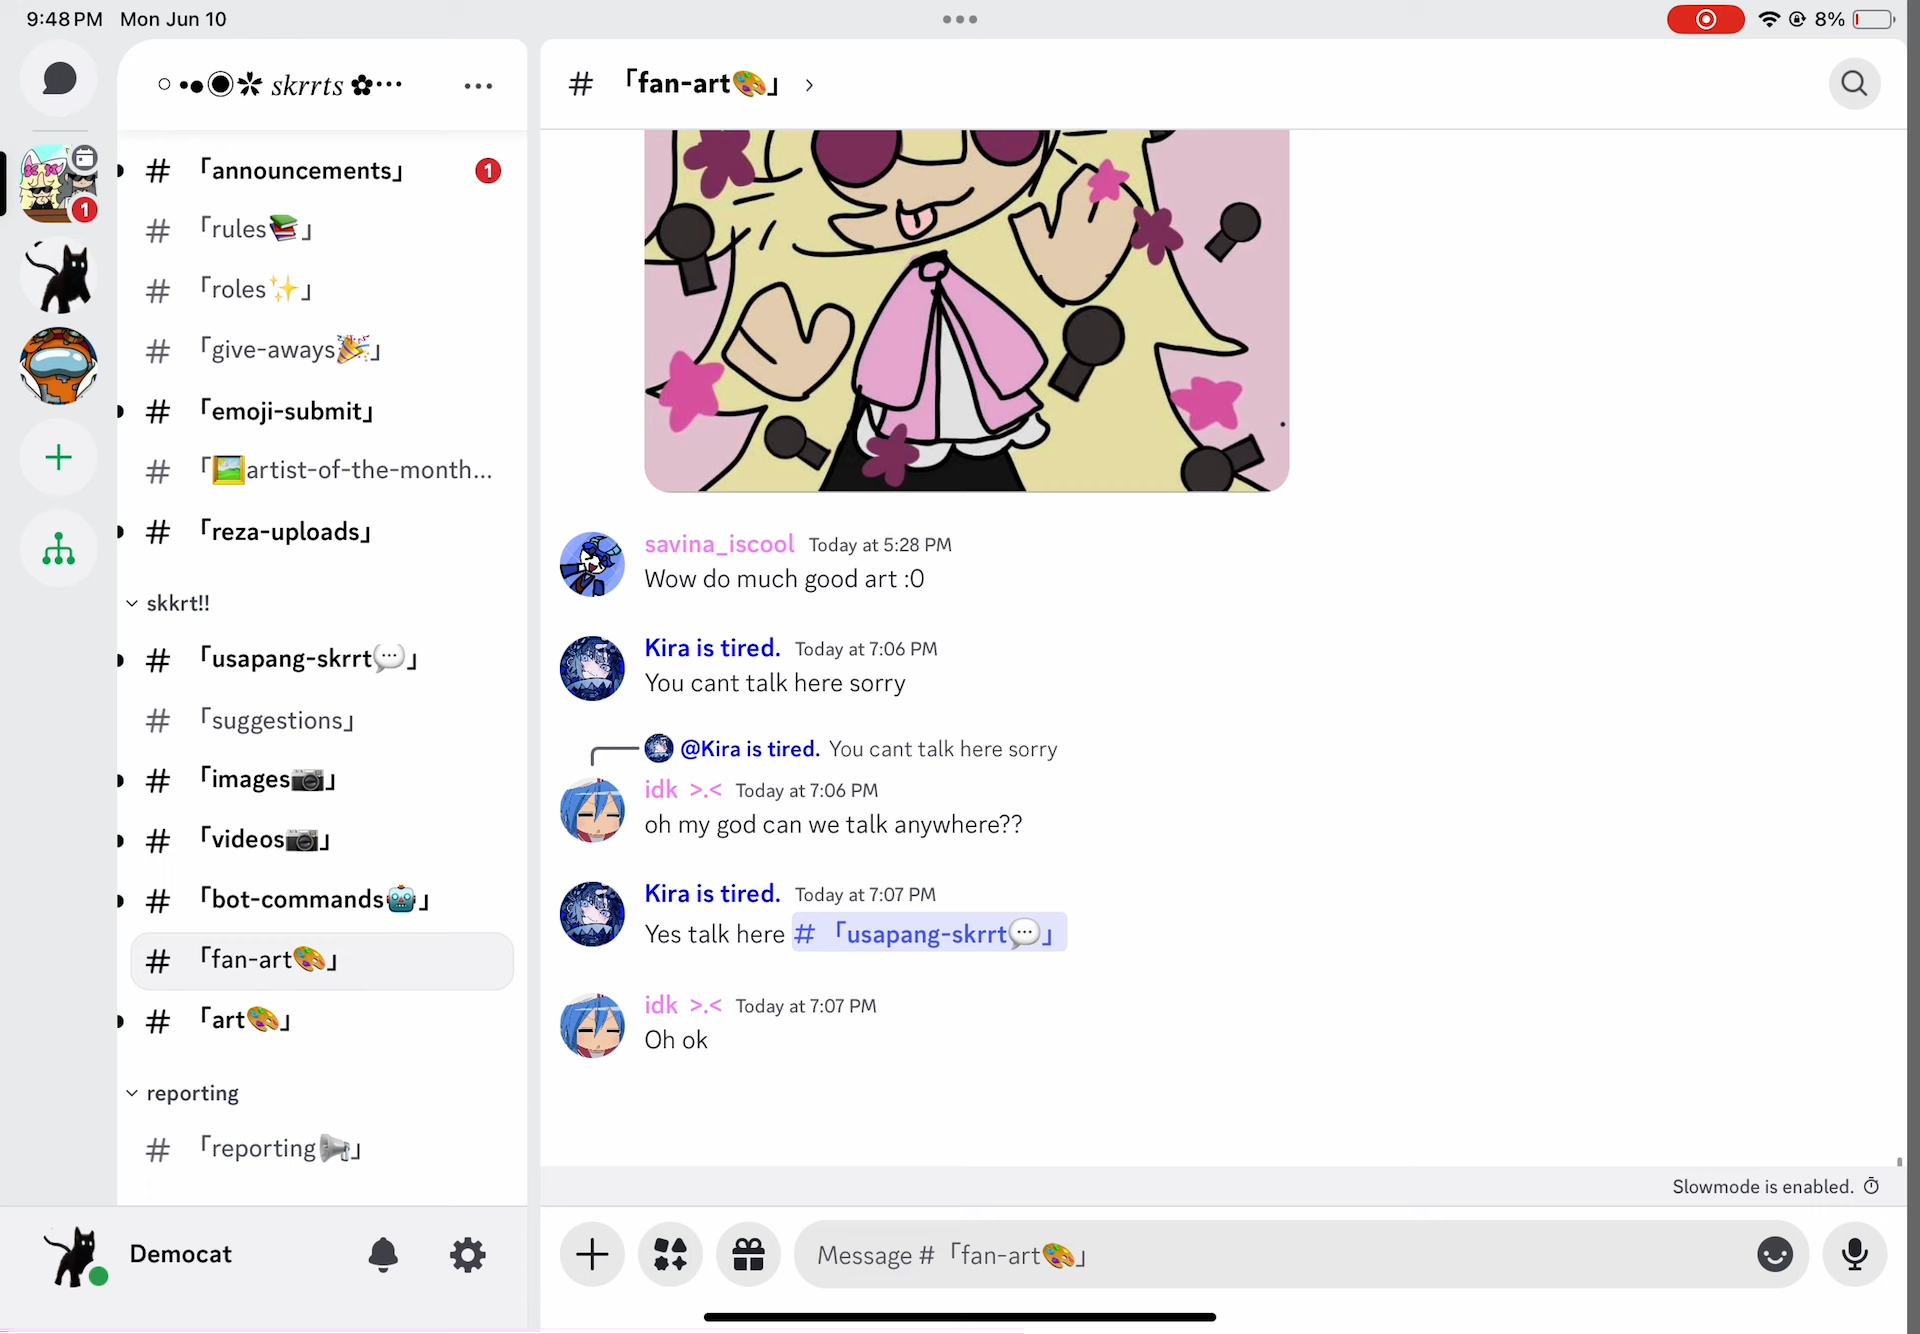 9:48 PM Mon Jun 10
8%
skrrts
#「fan-art🎨」
1
# 「announcements」 1
# 「rules📚」
# 「roles✨」
# 「give-aways🎉」
# 「emoji-submit」
# 「🖼️artist-of-the-month...
# 「reza-uploads」
skkrt!!
# 「usapang-skrrt💬」
# 「suggestions」
# 「images📷」
# 「videos📷」
# 「bot-commands🤖」
# 「fan-art🎨」
# 「art🎨」
reporting
# 「reporting📢」
Democat
savina_iscool Today at 5:28 PM
Wow do much good art :0
Kira is tired. Today at 7:06 PM
You cant talk here sorry
@Kira is tired. You cant talk here sorry
idk >.< Today at 7:06 PM
oh my god can we talk anywhere??
Kira is tired. Today at 7:07 PM
Yes talk here # 「usapang-skrrt💬」
idk >.< Today at 7:07 PM
Oh ok
Slowmode is enabled.
Message # 「fan-art🎨」